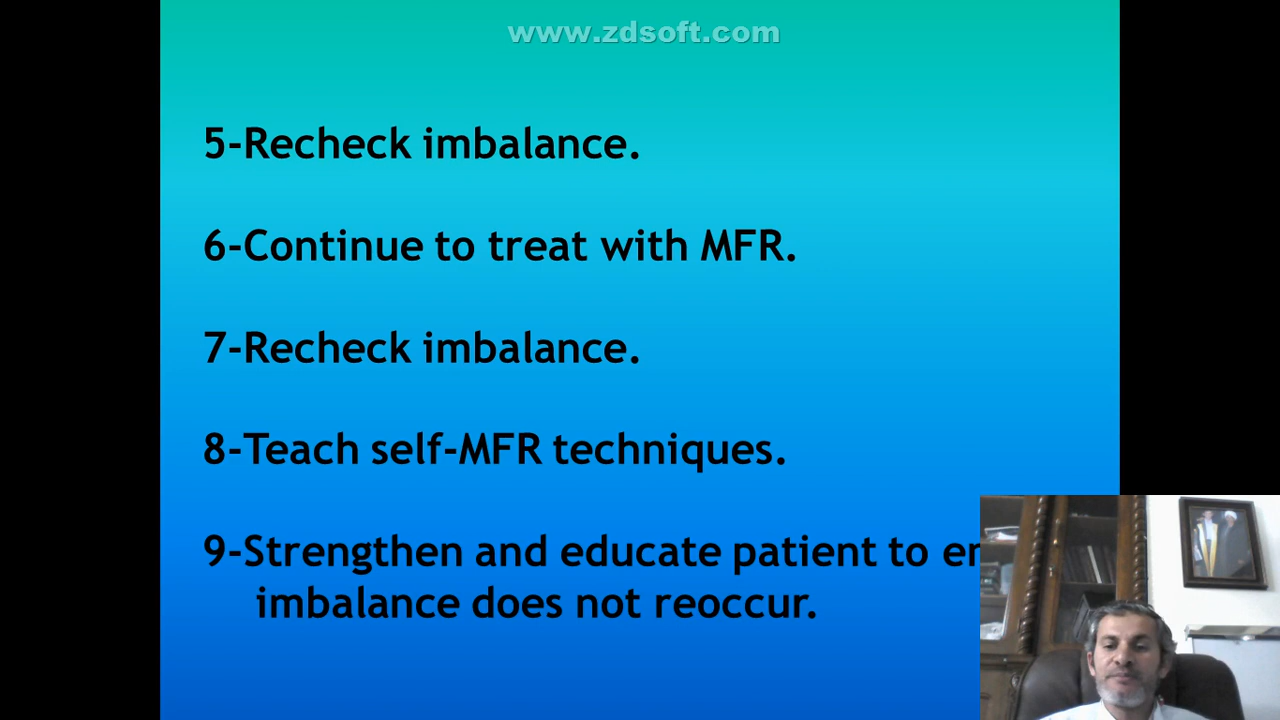 www.zdsoft.com
5-Recheck imbalance.
6-Continue to treat with MFR.
7-Recheck imbalance.
8-Teach self-MFR techniques.
9-Strengthen and educate patient to
imbalance does not reoccur.